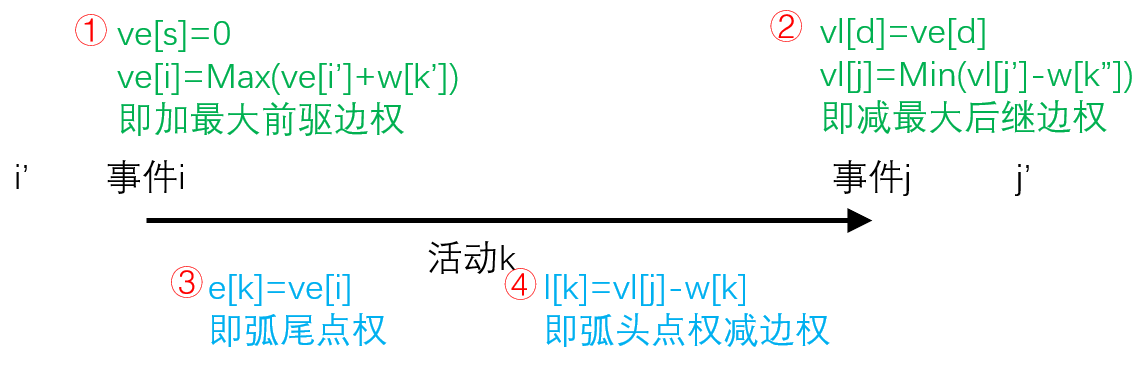 ① ve[s]=0
ve[i]=Max(ve[i’]+w[k’])
即加最大前驱边权
② vl[d]=ve[d]
vl[j]=Min(vl[j’]-w[k”])
即减最大后继边权
i’ 事件i 事件j j’
活动k
③ e[k]=ve[i]
即弧尾点权
④ l[k]=vl[j]-w[k]
即弧头点权减边权